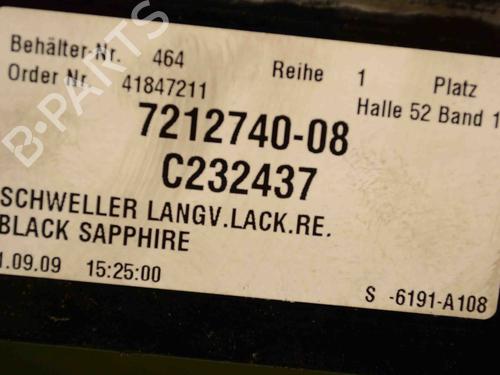 Behälter-Nr. 464 Reihe 1 Platz
Order Nr. 41847211 Halle 52 Band 1
7212740-08
C232437
SCHWELLER LANGV.LACK.RE.
BLACK SAPPHIRE
1.09.09 15:25:00
S -6191-A108
B-PARTS